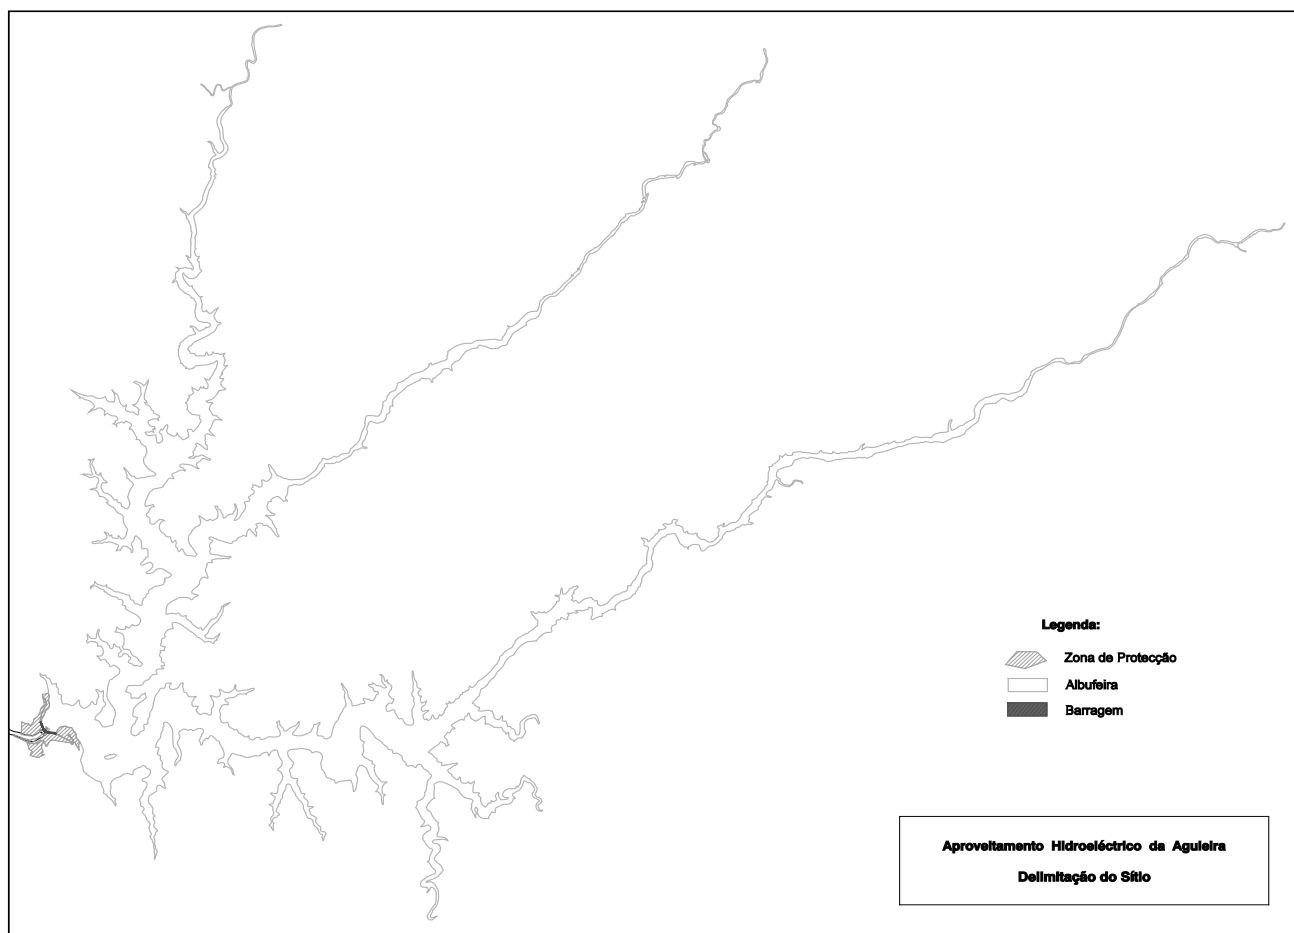 Legenda:
Zona de Protecção
Albufeira
Barragem
Aproveitamento Hidroeléctrico da Aguieira
Delimitação do Sítio